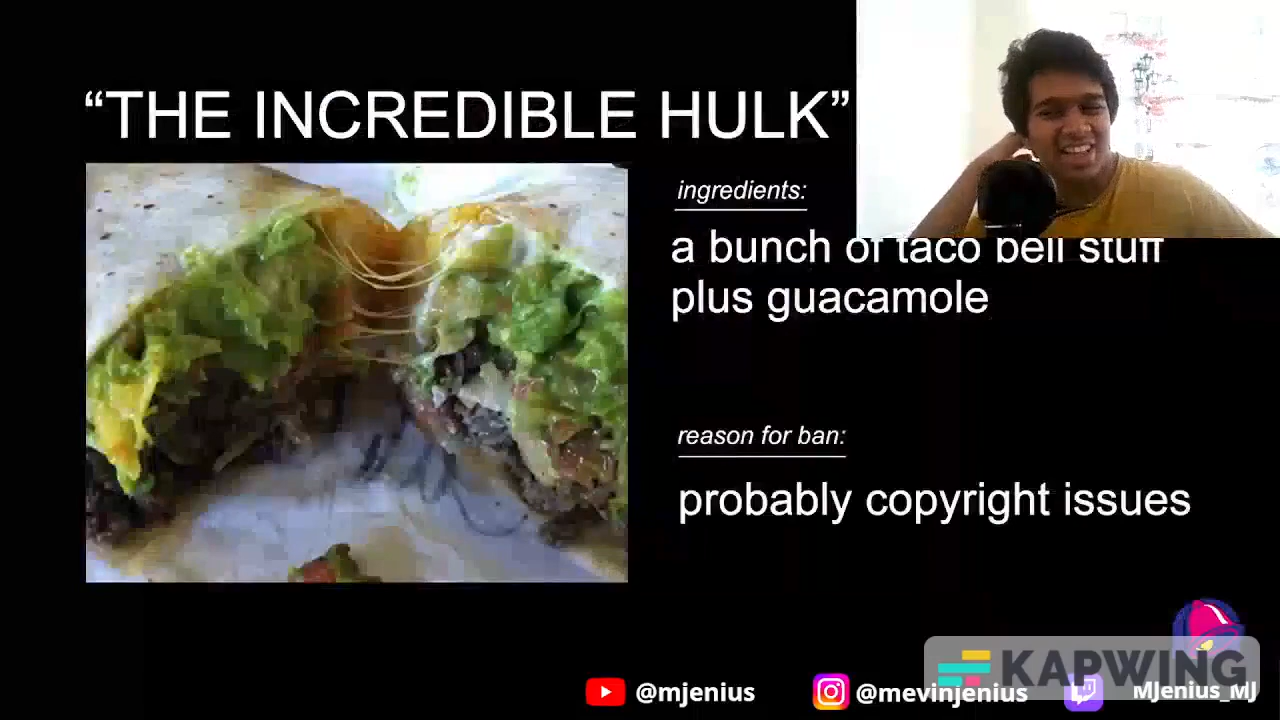 “THE INCREDIBLE HULK”
ingredients:
a bunch of taco bell stuff
plus guacamole
reason for ban:
probably copyright issues
KAPWING
@mjenius
@mevinjenius
MJenius_MJ